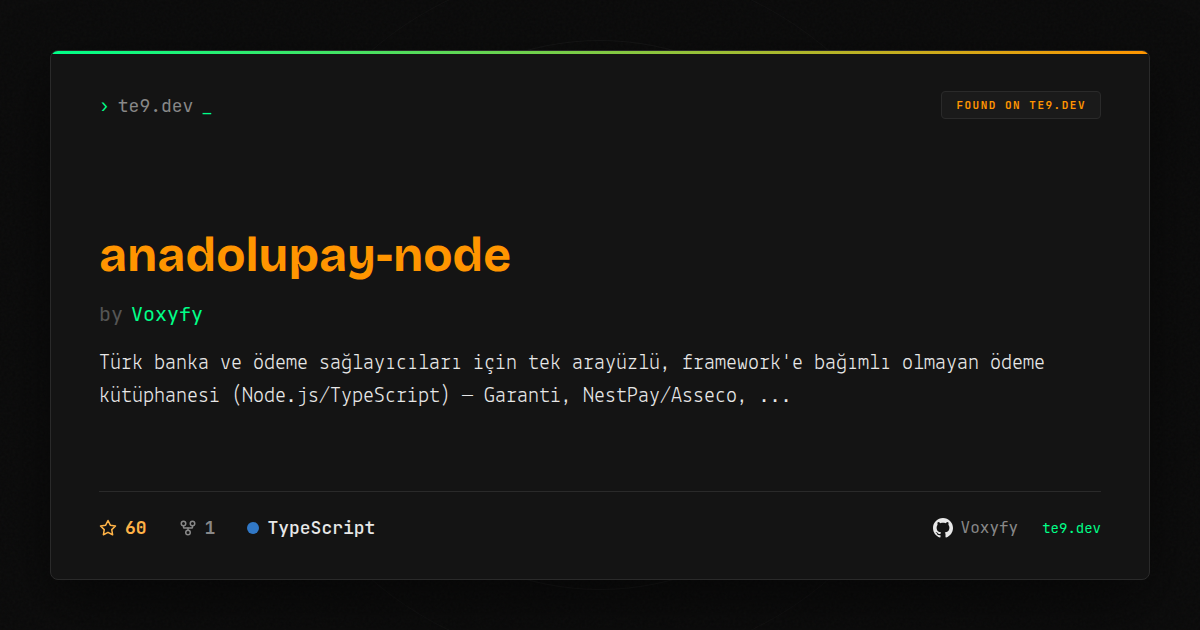 › te9.dev _
FOUND ON TE9.DEV
anadolupay-node
by Voxyfy
Türk banka ve ödeme sağlayıcıları için tek arayüzlü, framework'e bağımlı olmayan ödeme
kütüphanesi (Node.js/TypeScript) — Garanti, NestPay/Asseco, ...
60 1 TypeScript
Voxyfy te9.dev